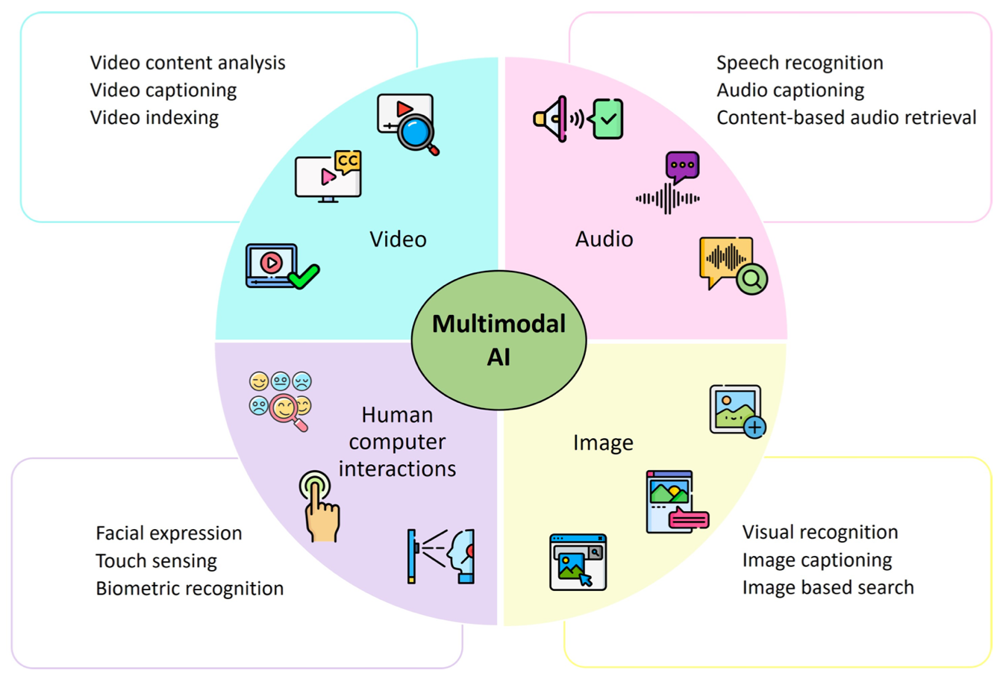 Video content analysis
Video captioning
Video indexing
Speech recognition
Audio captioning
Content-based audio retrieval
CC
Video
Audio
Multimodal
AI
Human
computer
interactions
Image
Facial expression
Touch sensing
Biometric recognition
Visual recognition
Image captioning
Image based search